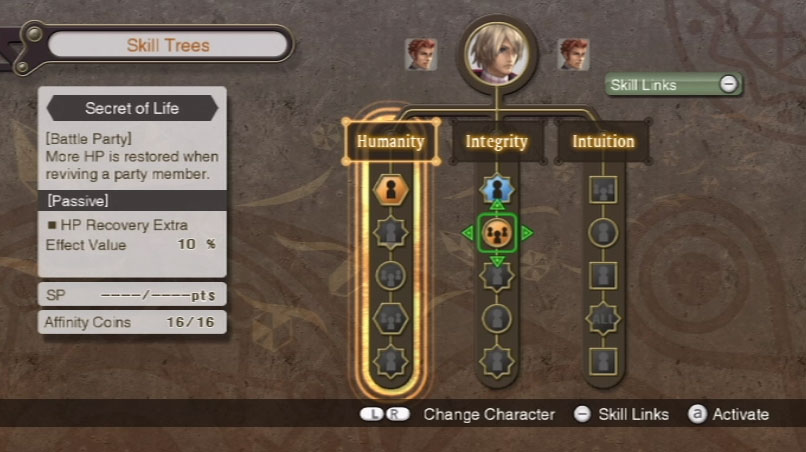 Skill Trees
Skill Links −
Secret of Life
[Battle Party]
More HP is restored when
reviving a party member.
[Passive]
■ HP Recovery Extra
Effect Value 10 %
SP ----/----pts
Affinity Coins 16/16
Humanity Integrity Intuition
ALL
L R Change Character − Skill Links a Activate